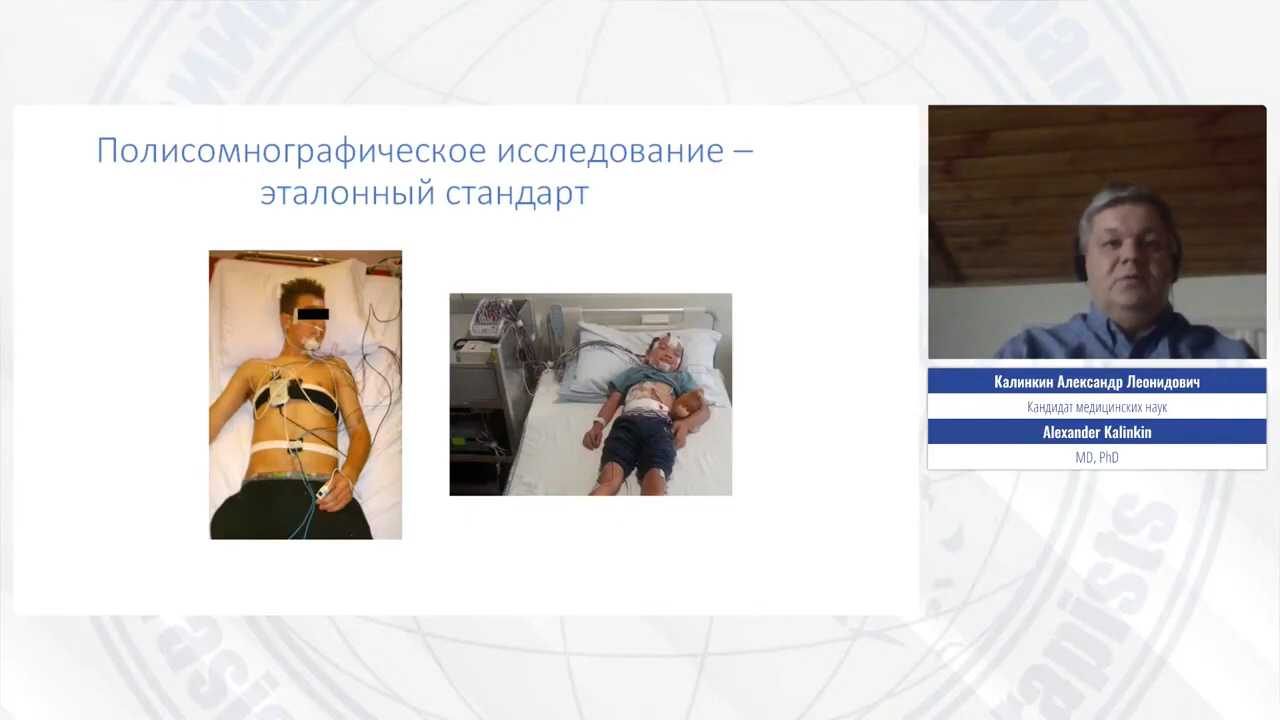 Полисомнографическое исследование –
эталонный стандарт
Калинкин Александр Леонидович
Кандидат медицинских наук
Alexander Kalinkin
MD, PhD